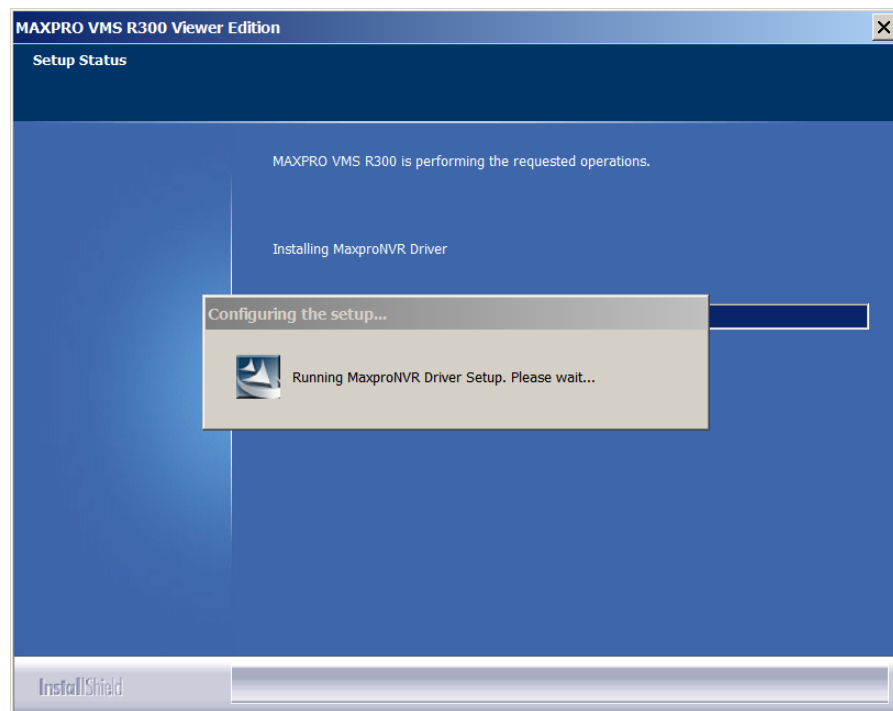 MAXPRO VMS R300 Viewer Edition
Setup Status
MAXPRO VMS R300 is performing the requested operations.
Installing MaxproNVR Driver
Configuring the setup...
Running MaxproNVR Driver Setup. Please wait...
InstallShield